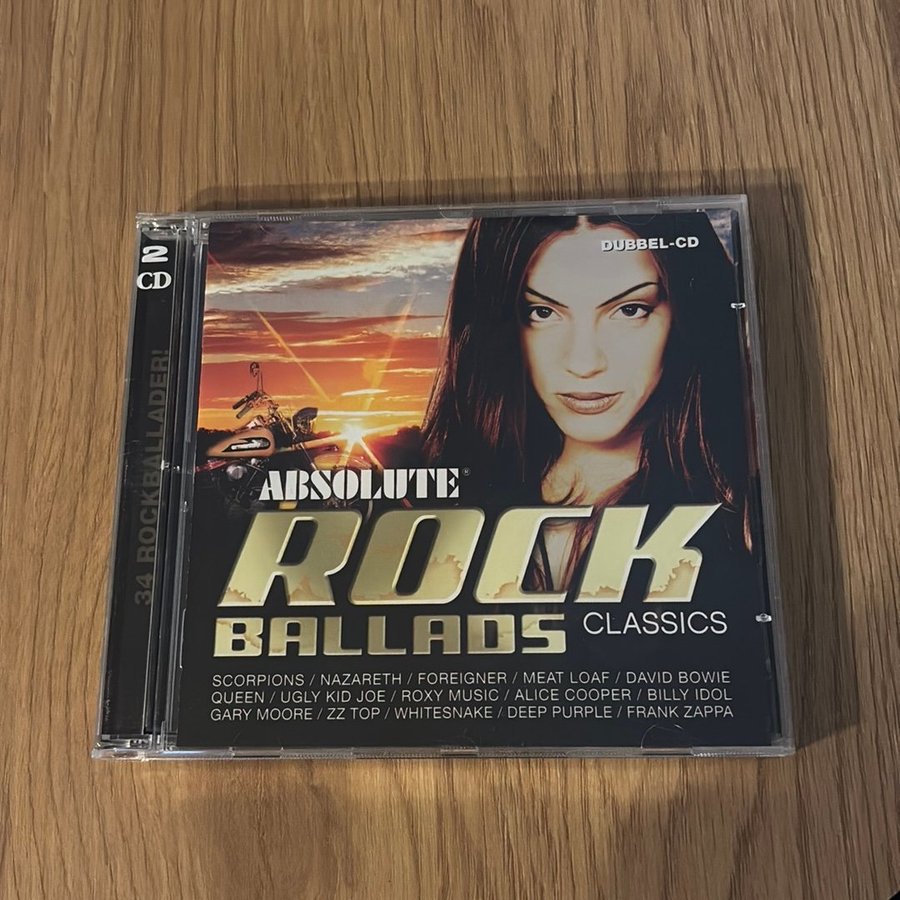 2
CD
34 ROCKBALLADER!
DUBBEL-CD
ABSOLUTE®
ROCK
BALLADS CLASSICS
SCORPIONS / NAZARETH / FOREIGNER / MEAT LOAF / DAVID BOWIE
QUEEN / UGLY KID JOE / ROXY MUSIC / ALICE COOPER / BILLY IDOL
GARY MOORE / ZZ TOP / WHITESNAKE / DEEP PURPLE / FRANK ZAPPA